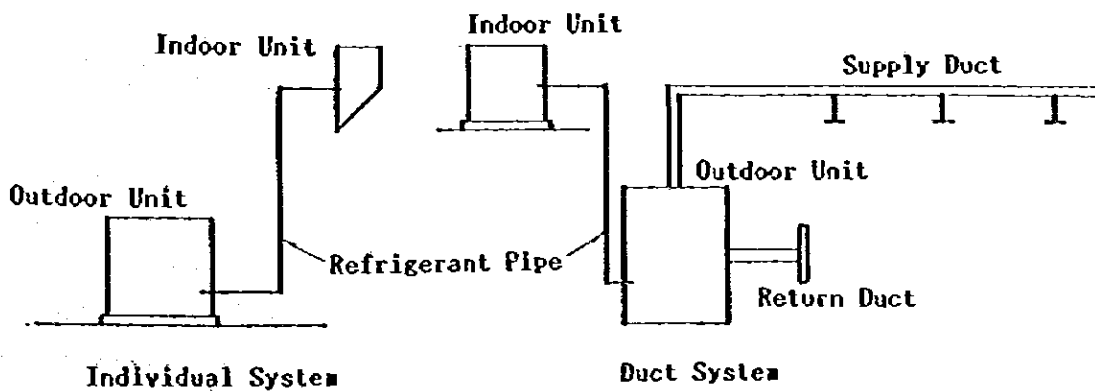 Indoor Unit
Indoor Unit
Supply Duct
Outdoor Unit
Outdoor Unit
Refrigerant Pipe
Return Duct
Individual System
Duct System